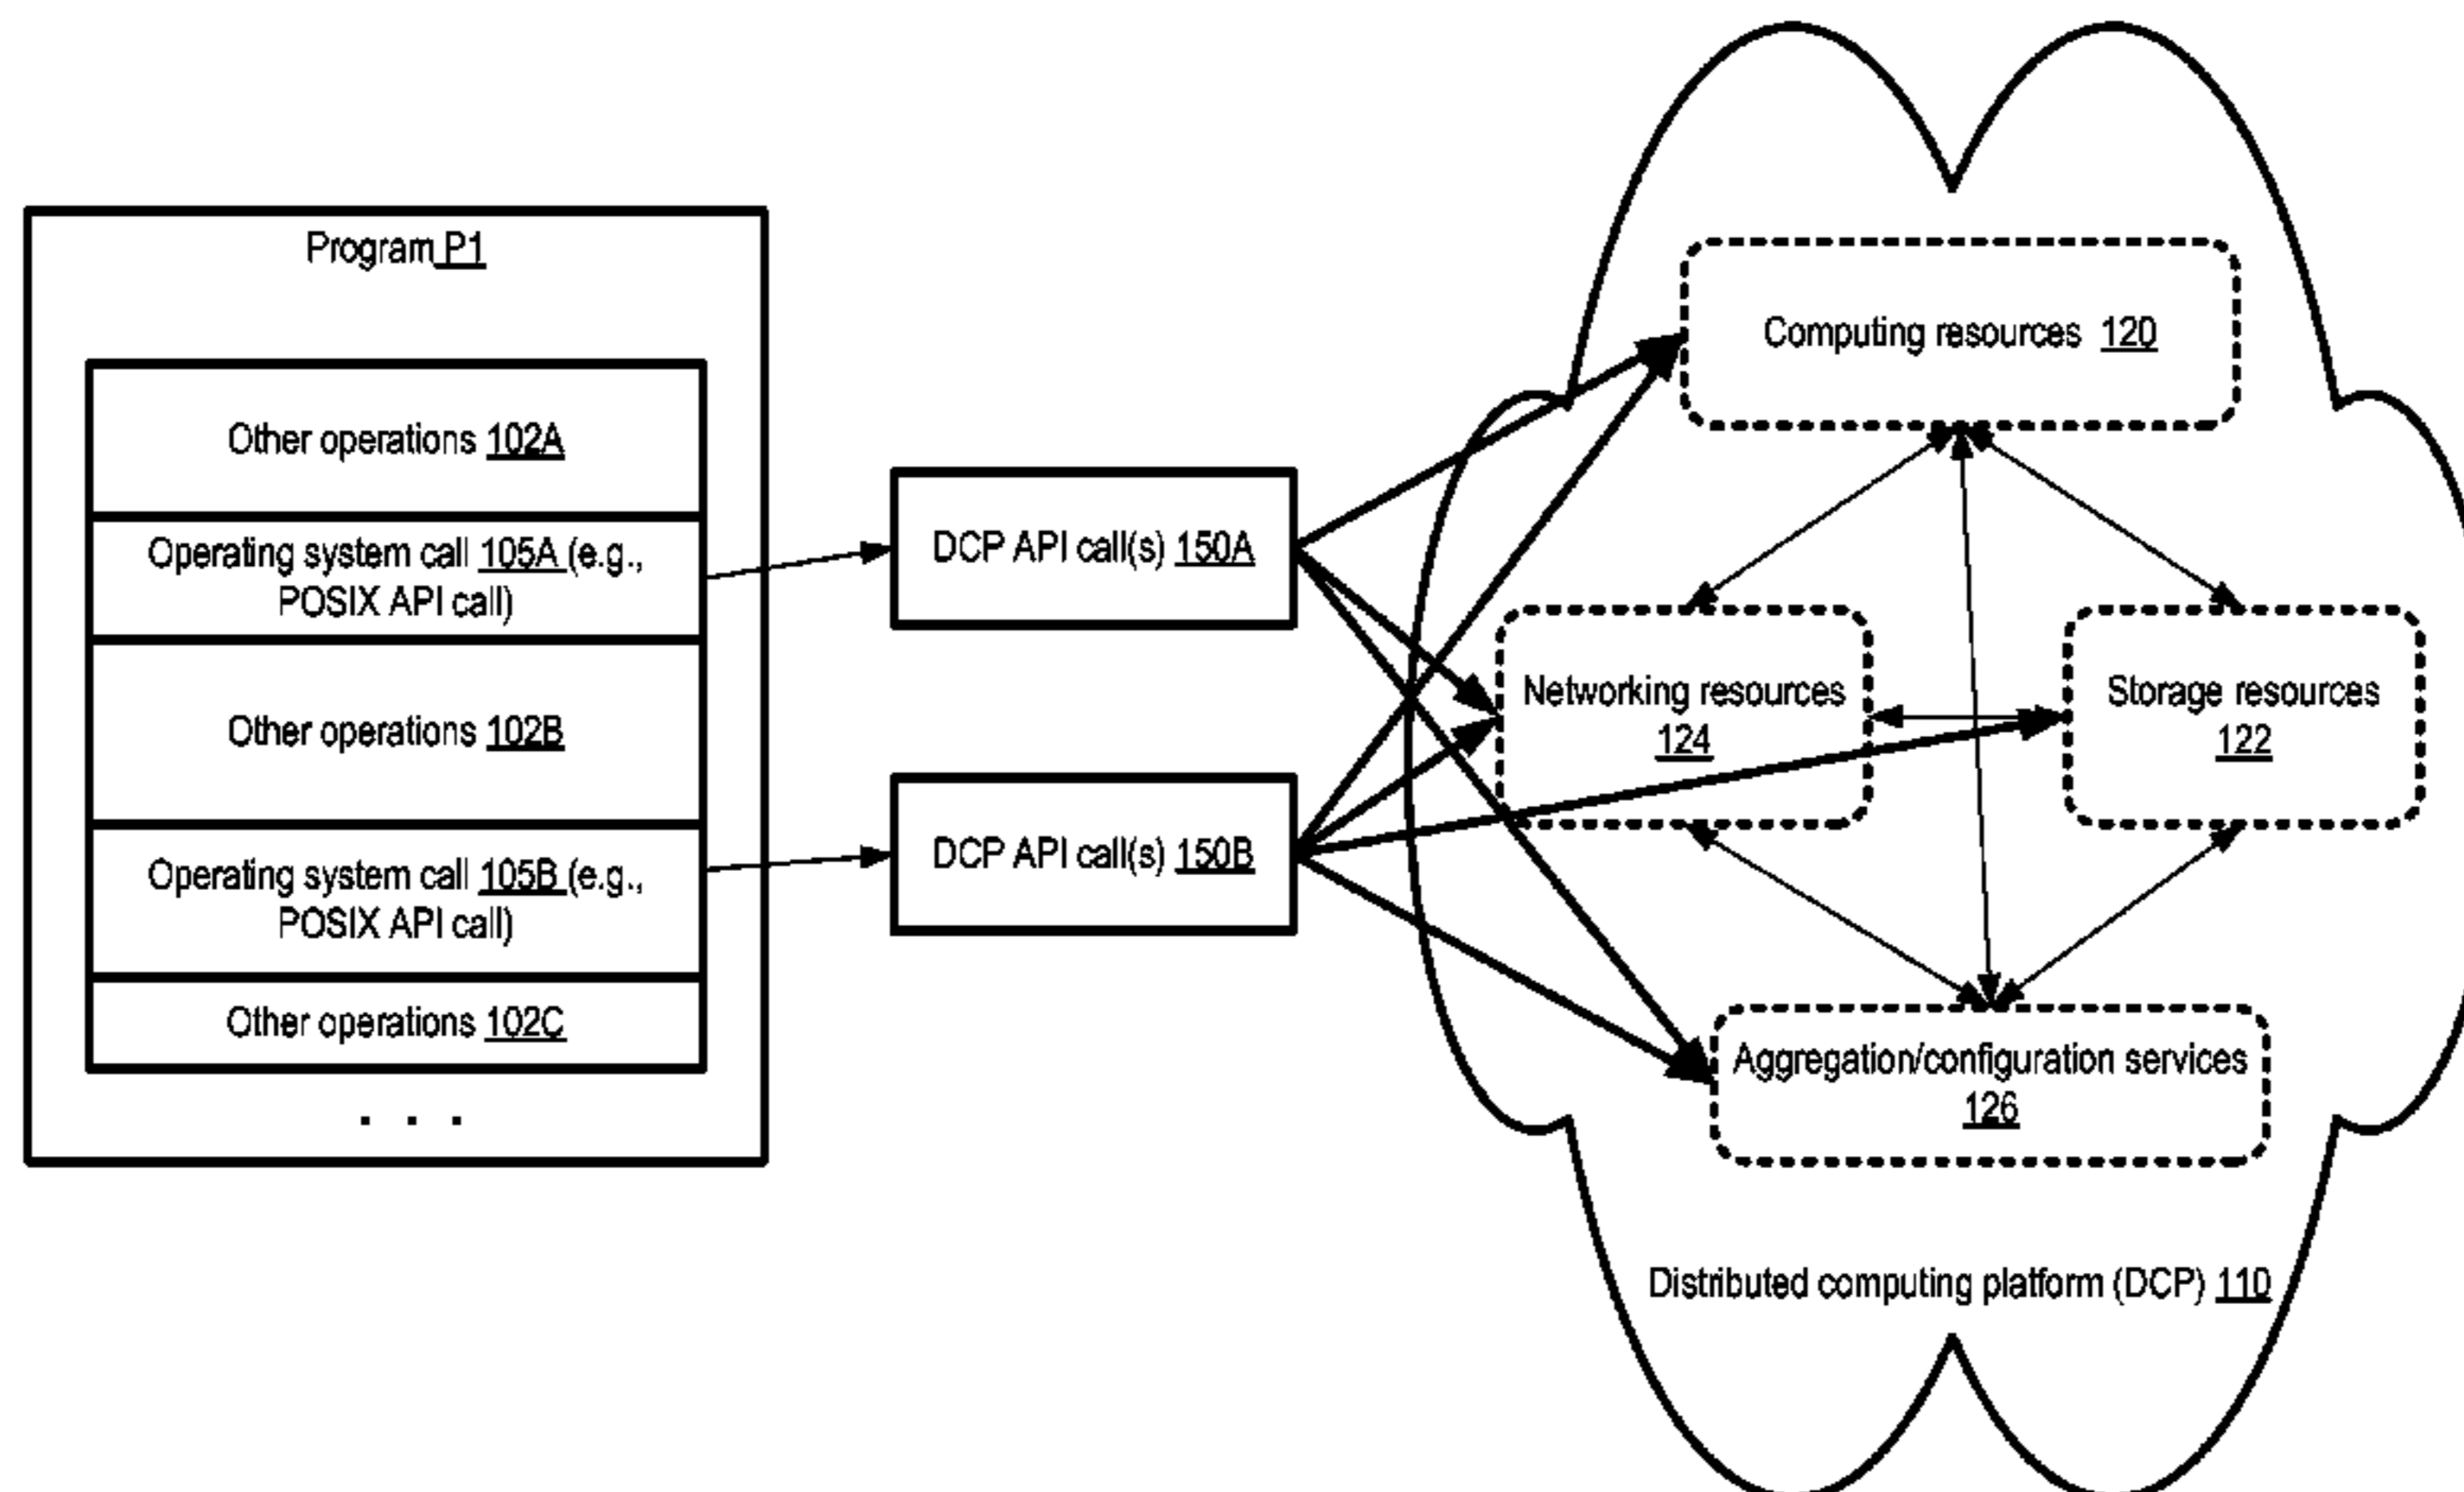 Program P1
Other operations 102A
Operating system call 105A (e.g.,
POSIX API call)
Other operations 102B
Operating system call 105B (e.g.,
POSIX API call)
Other operations 102C
. . .
DCP API call(s) 150A
DCP API call(s) 150B
Computing resources 120
Networking resources
124
Storage resources
122
Aggregation/configuration services
126
Distributed computing platform (DCP) 110